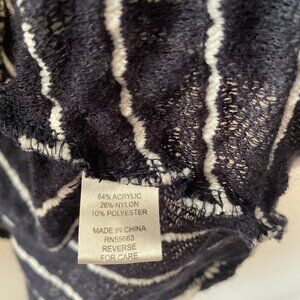 64% ACRYLIC
26% NYLON
10% POLYESTER
MADE IN CHINA
RN55663
REVERSE
FOR CARE